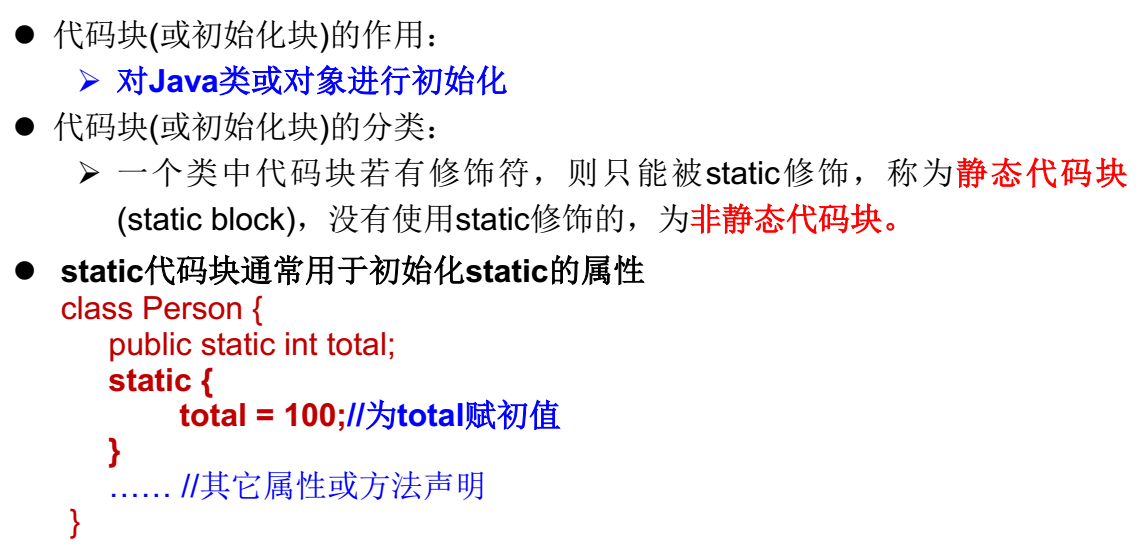 ● 代码块(或初始化块)的作用：
➢ 对Java类或对象进行初始化
● 代码块(或初始化块)的分类：
➢ 一个类中代码块若有修饰符，则只能被static修饰，称为静态代码块
(static block)，没有使用static修饰的，为非静态代码块。
● static代码块通常用于初始化static的属性
class Person {
public static int total;
static {
total = 100;//为total赋初值
}
…… //其它属性或方法声明
}